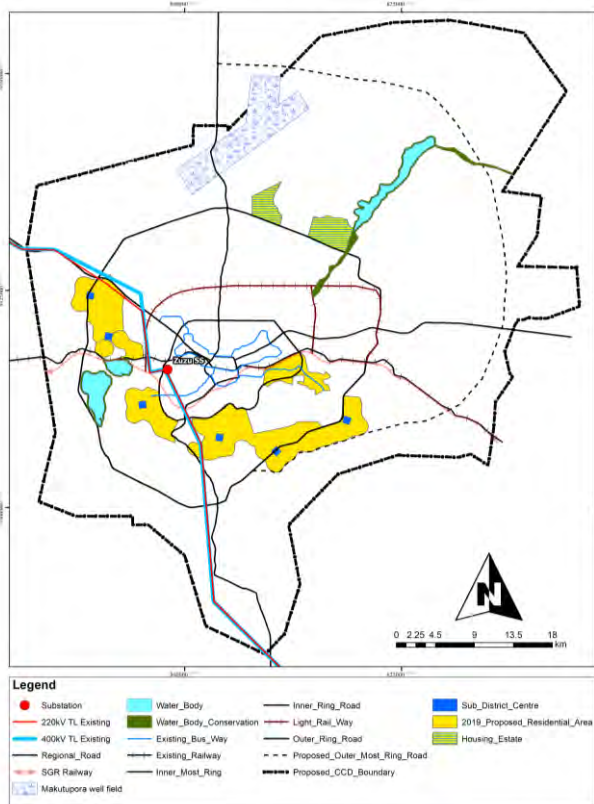 Zuzu SS
N
0 2.25 4.5 9 13.5 18
km
Legend
Substation
220kV TL Existing
400kV TL Existing
Regional_Road
SGR Railway
Makutupora well field
Water_Body
Water_Body_Conservation
Existing_Bus_Way
Existing_Railway
Inner_Most_Ring
Inner_Ring_Road
Light_Rail_Way
Outer_Ring_Road
Proposed_Outer_Most_Ring_Road
Proposed_CCD_Boundary
Sub_District_Centre
2019_Proposed_Residential_Area
Housing_Estate